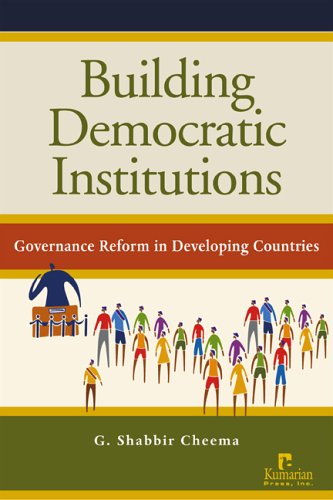 Building
Democratic
Institutions
Governance Reform in Developing Countries
G. Shabbir Cheema
Kumarian
Press, Inc.